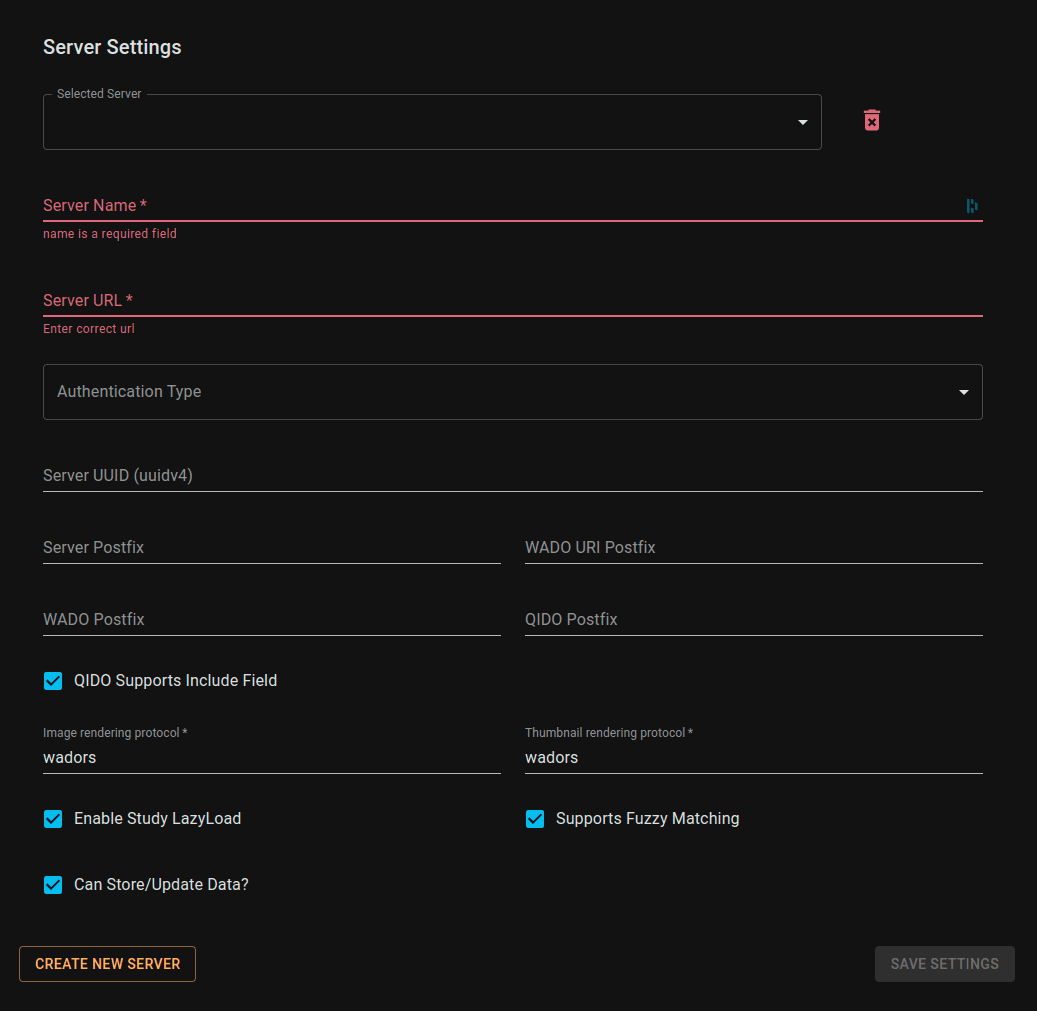 Server Settings
Selected Server
Server Name *
name is a required field
Server URL *
Enter correct url
Authentication Type
Server UUID (uuidv4)
Server Postfix
WADO URI Postfix
WADO Postfix
QIDO Postfix
QIDO Supports Include Field
Image rendering protocol *
Thumbnail rendering protocol *
wadors
wadors
Enable Study LazyLoad
Supports Fuzzy Matching
Can Store/Update Data?
CREATE NEW SERVER
SAVE SETTINGS